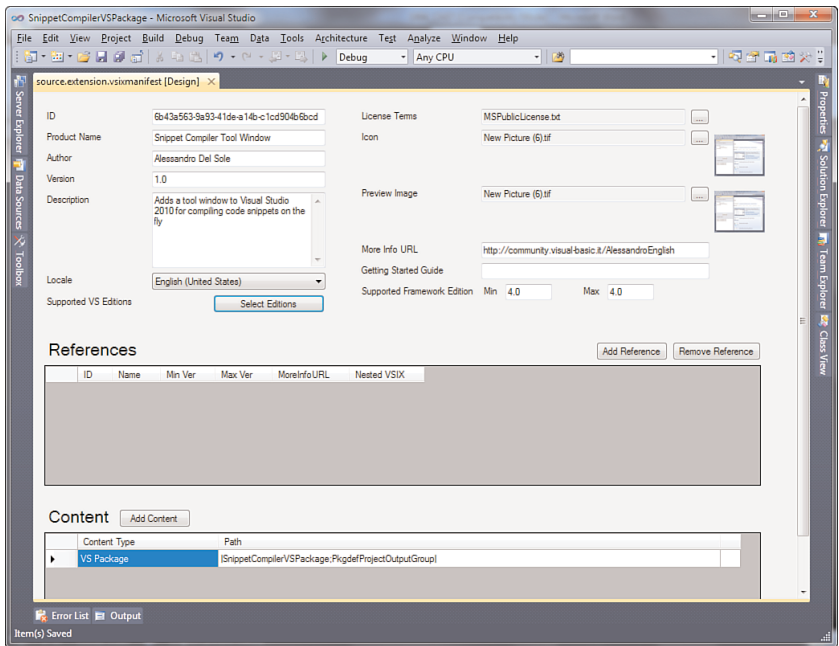 SnippetCompilerVSPackage - Microsoft Visual Studio
File Edit View Project Build Debug Team Data Tools Architecture Test Analyze Window Help
Debug Any CPU
source.extension.vsixmanifest [Design]
Server Explorer
Data Sources
Toolbox
ID 6b43a563-9a93-41de-a14b-c1cd904b6bcd
Product Name Snippet Compiler Tool Window
Author Alessandro Del Sole
Version 1.0
Description Adds a tool window to Visual Studio
2010 for compiling code snippets on the
fly
Locale English (United States)
Supported VS Editions Select Editions
License Terms MSPublicLicense.txt ...
Icon New Picture (6).tif ...
Preview Image New Picture (6).tif ...
More Info URL http://community.visual-basic.it/AlessandroEnglish
Getting Started Guide
Supported Framework Edition Min 4.0 Max 4.0
References Add Reference Remove Reference
ID Name Min Ver Max Ver MoreInfoURL Nested VSIX
Content Add Content
Content Type Path
VS Package |SnippetCompilerVSPackage;PkgdefProjectOutputGroup|
Properties
Solution Explorer
Team Explorer
Class View
Error List Output
Item(s) Saved